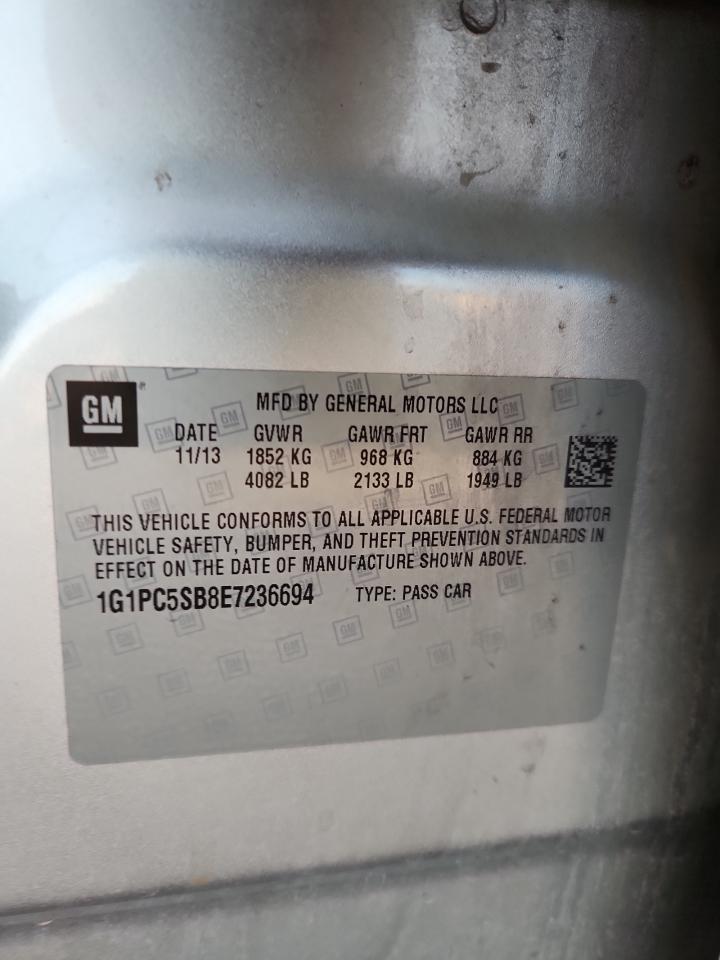 GM
MFD BY GENERAL MOTORS LLC
DATE GVWR GAWR FRT GAWR RR
11/13 1852 KG 968 KG 884 KG
4082 LB 2133 LB 1949 LB
THIS VEHICLE CONFORMS TO ALL APPLICABLE U.S. FEDERAL MOTOR
VEHICLE SAFETY, BUMPER, AND THEFT PREVENTION STANDARDS IN
EFFECT ON THE DATE OF MANUFACTURE SHOWN ABOVE.
1G1PC5SB8E7236694 TYPE: PASS CAR